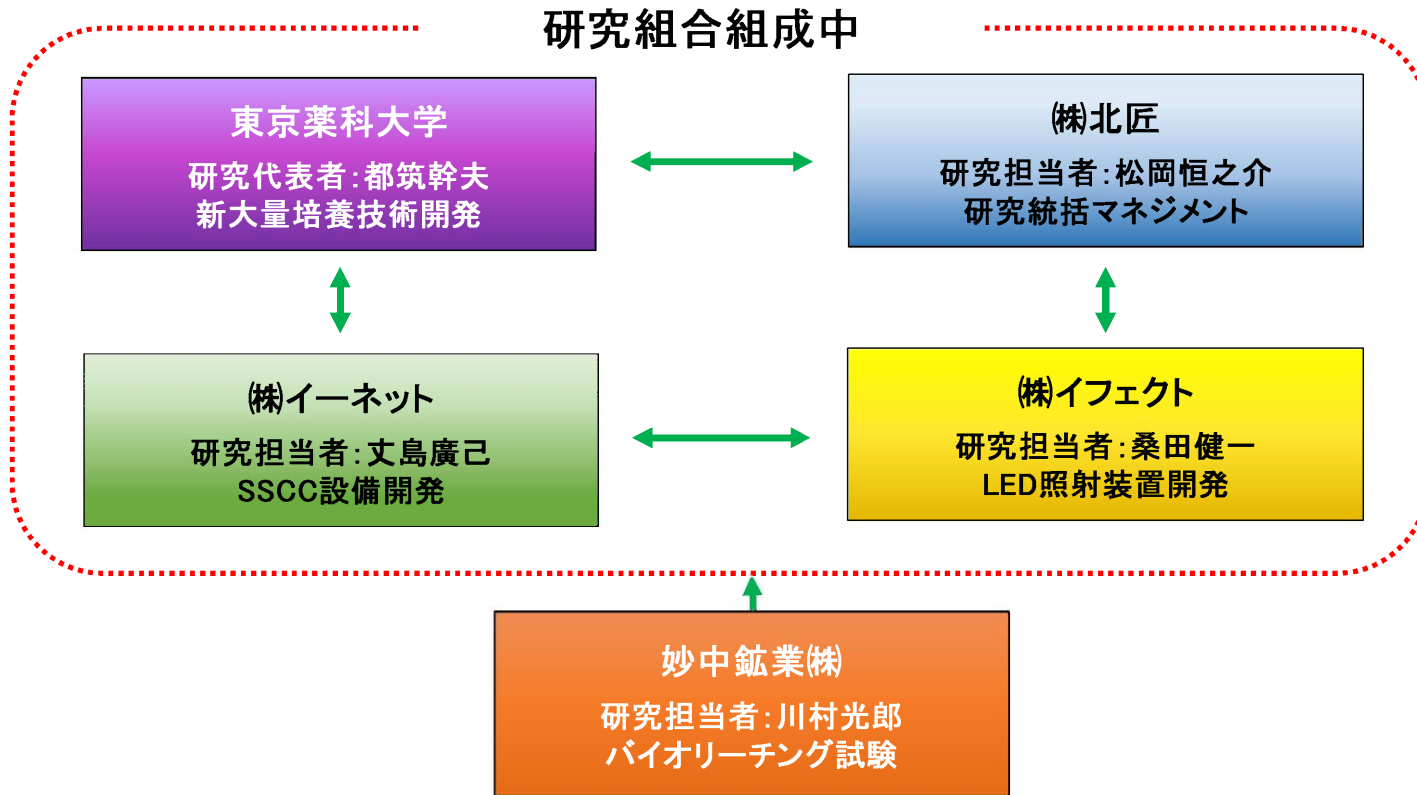 研究組合組成中
東京薬科大学
研究代表者：都筑幹夫
新大量培養技術開発
㈱北匠
研究担当者：松岡恒之介
研究統括マネジメント
㈱イーネット
研究担当者：丈島廣己
SSCC設備開発
㈱イフェクト
研究担当者：桑田健一
LED照射装置開発
妙中鉱業㈱
研究担当者：川村光郎
バイオリーチング試験